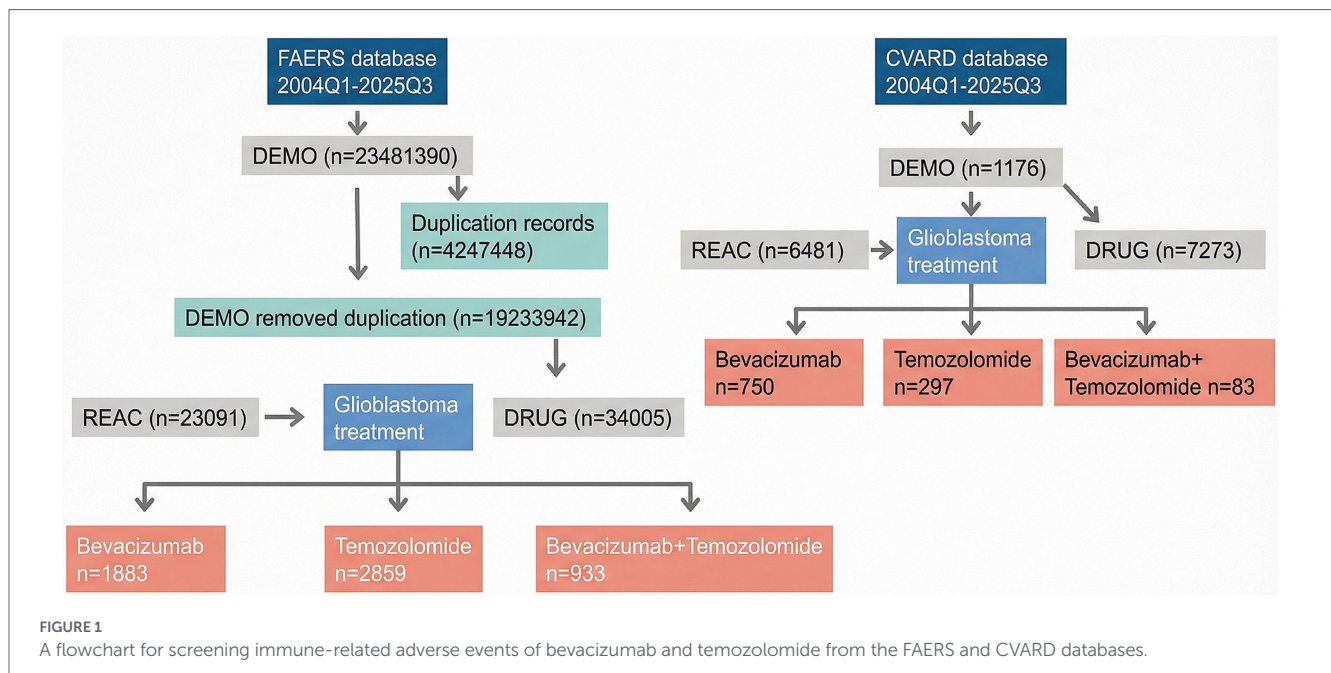 FAERS database
2004Q1-2025Q3
DEMO (n=23481390)
Duplication records
(n=4247448)
DEMO removed duplication (n=19233942)
REAC (n=23091)
Glioblastoma
treatment
DRUG (n=34005)
Bevacizumab
n=1883
Temozolomide
n=2859
Bevacizumab+Temozolomide
n=933
CVARD database
2004Q1-2025Q3
DEMO (n=1176)
REAC (n=6481)
Glioblastoma
treatment
DRUG (n=7273)
Bevacizumab
n=750
Temozolomide
n=297
Bevacizumab+
Temozolomide n=83
FIGURE 1
A flowchart for screening immune-related adverse events of bevacizumab and temozolomide from the FAERS and CVARD databases.